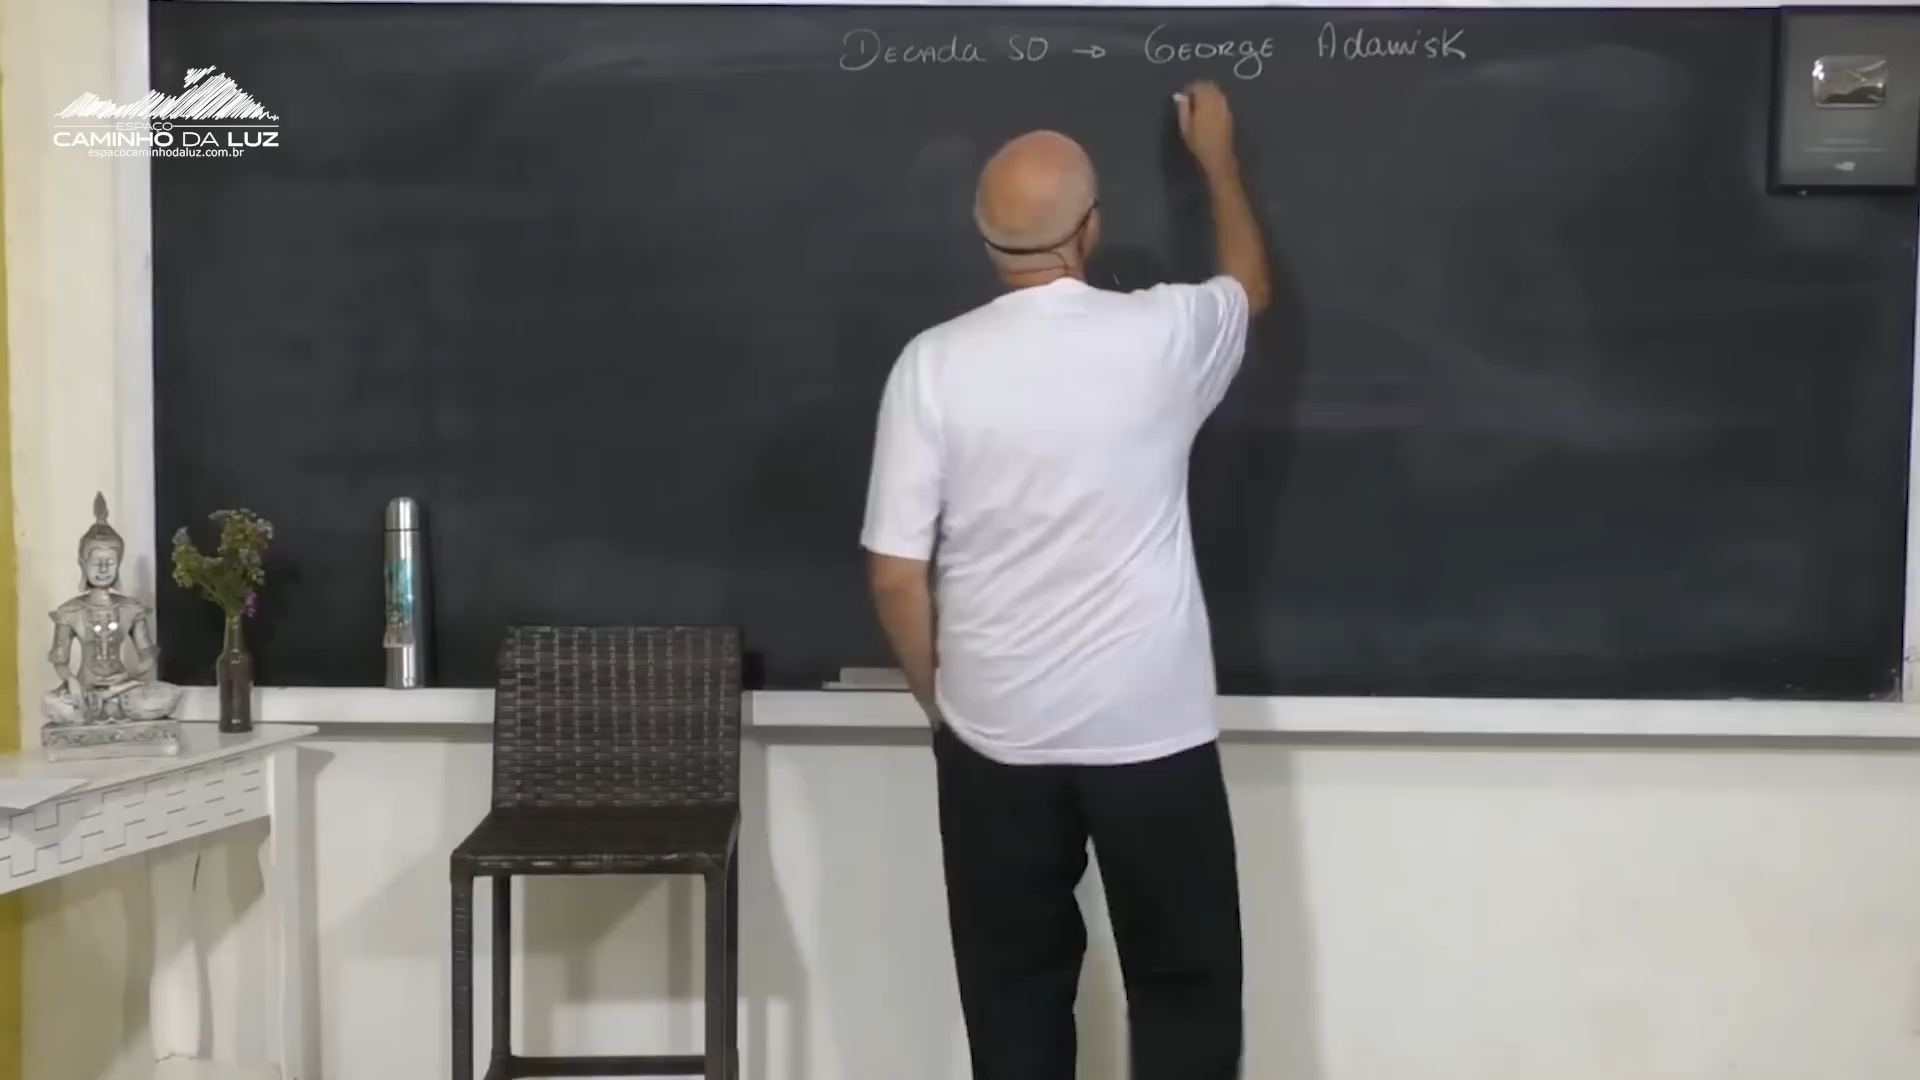 Decada 50 → George Adamisk
ESPAÇO
CAMINHO DA LUZ
espacocaminhodaluz.com.br